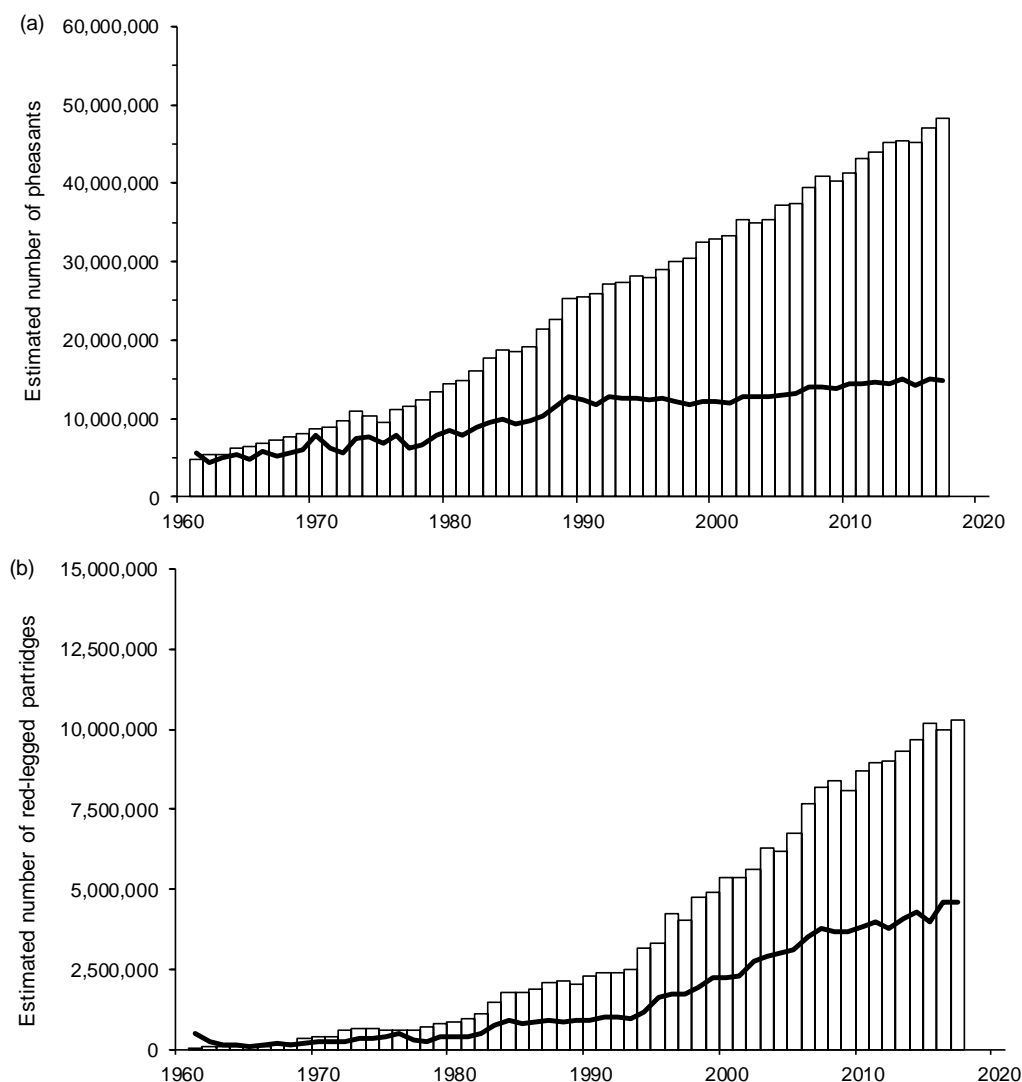 (a)
60,000,000
50,000,000
40,000,000
30,000,000
20,000,000
10,000,000
0
Estimated number of pheasants
1960 1970 1980 1990 2000 2010 2020
(b)
15,000,000
12,500,000
10,000,000
7,500,000
5,000,000
2,500,000
0
Estimated number of red-legged partridges
1960 1970 1980 1990 2000 2010 2020